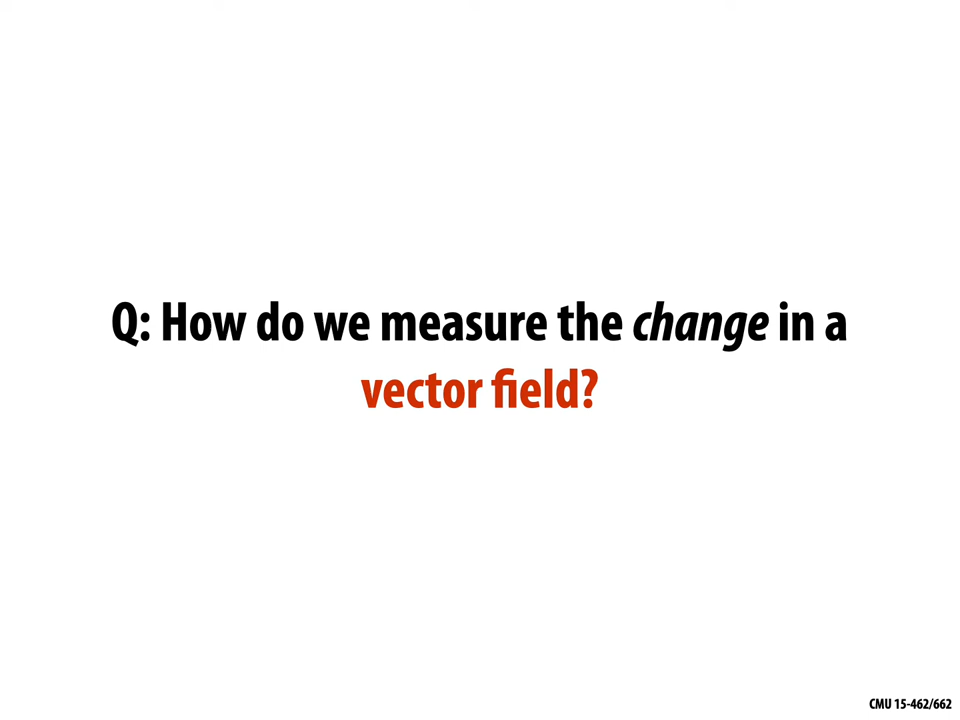 Q: How do we measure the change in a
vector field?
CMU 15-462/662